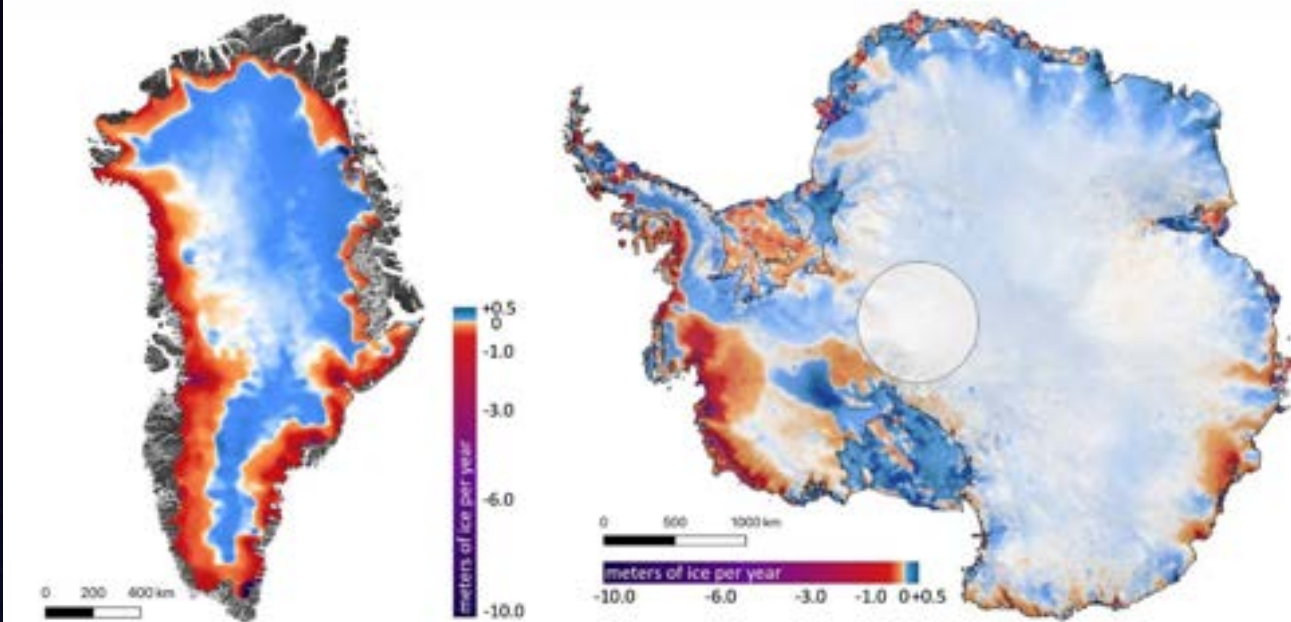 +0.5
0
-1.0
-3.0
-6.0
-10.0
meters of ice per year
0 200 400 km
0 500 1000 km
meters of ice per year
-10.0 -6.0 -3.0 -1.0 0 +0.5